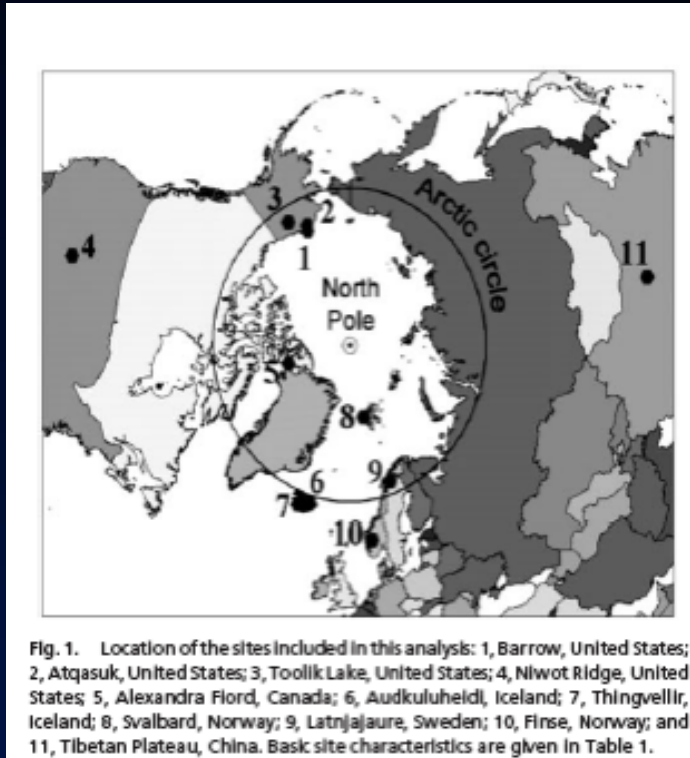 Arctic circle
3
2
4
1
11
North
Pole
5
8
9
6
7
10
Fig. 1. Location of the sites included in this analysis: 1, Barrow, United States;
2, Atqasuk, United States; 3, Toolik Lake, United States; 4, Niwot Ridge, United
States; 5, Alexandra Fiord, Canada; 6, Audkuluheidi, Iceland; 7, Thingvellir,
Iceland; 8, Svalbard, Norway; 9, Latnjajaure, Sweden; 10, Finse, Norway; and
11, Tibetan Plateau, China. Basic site characteristics are given in Table 1.